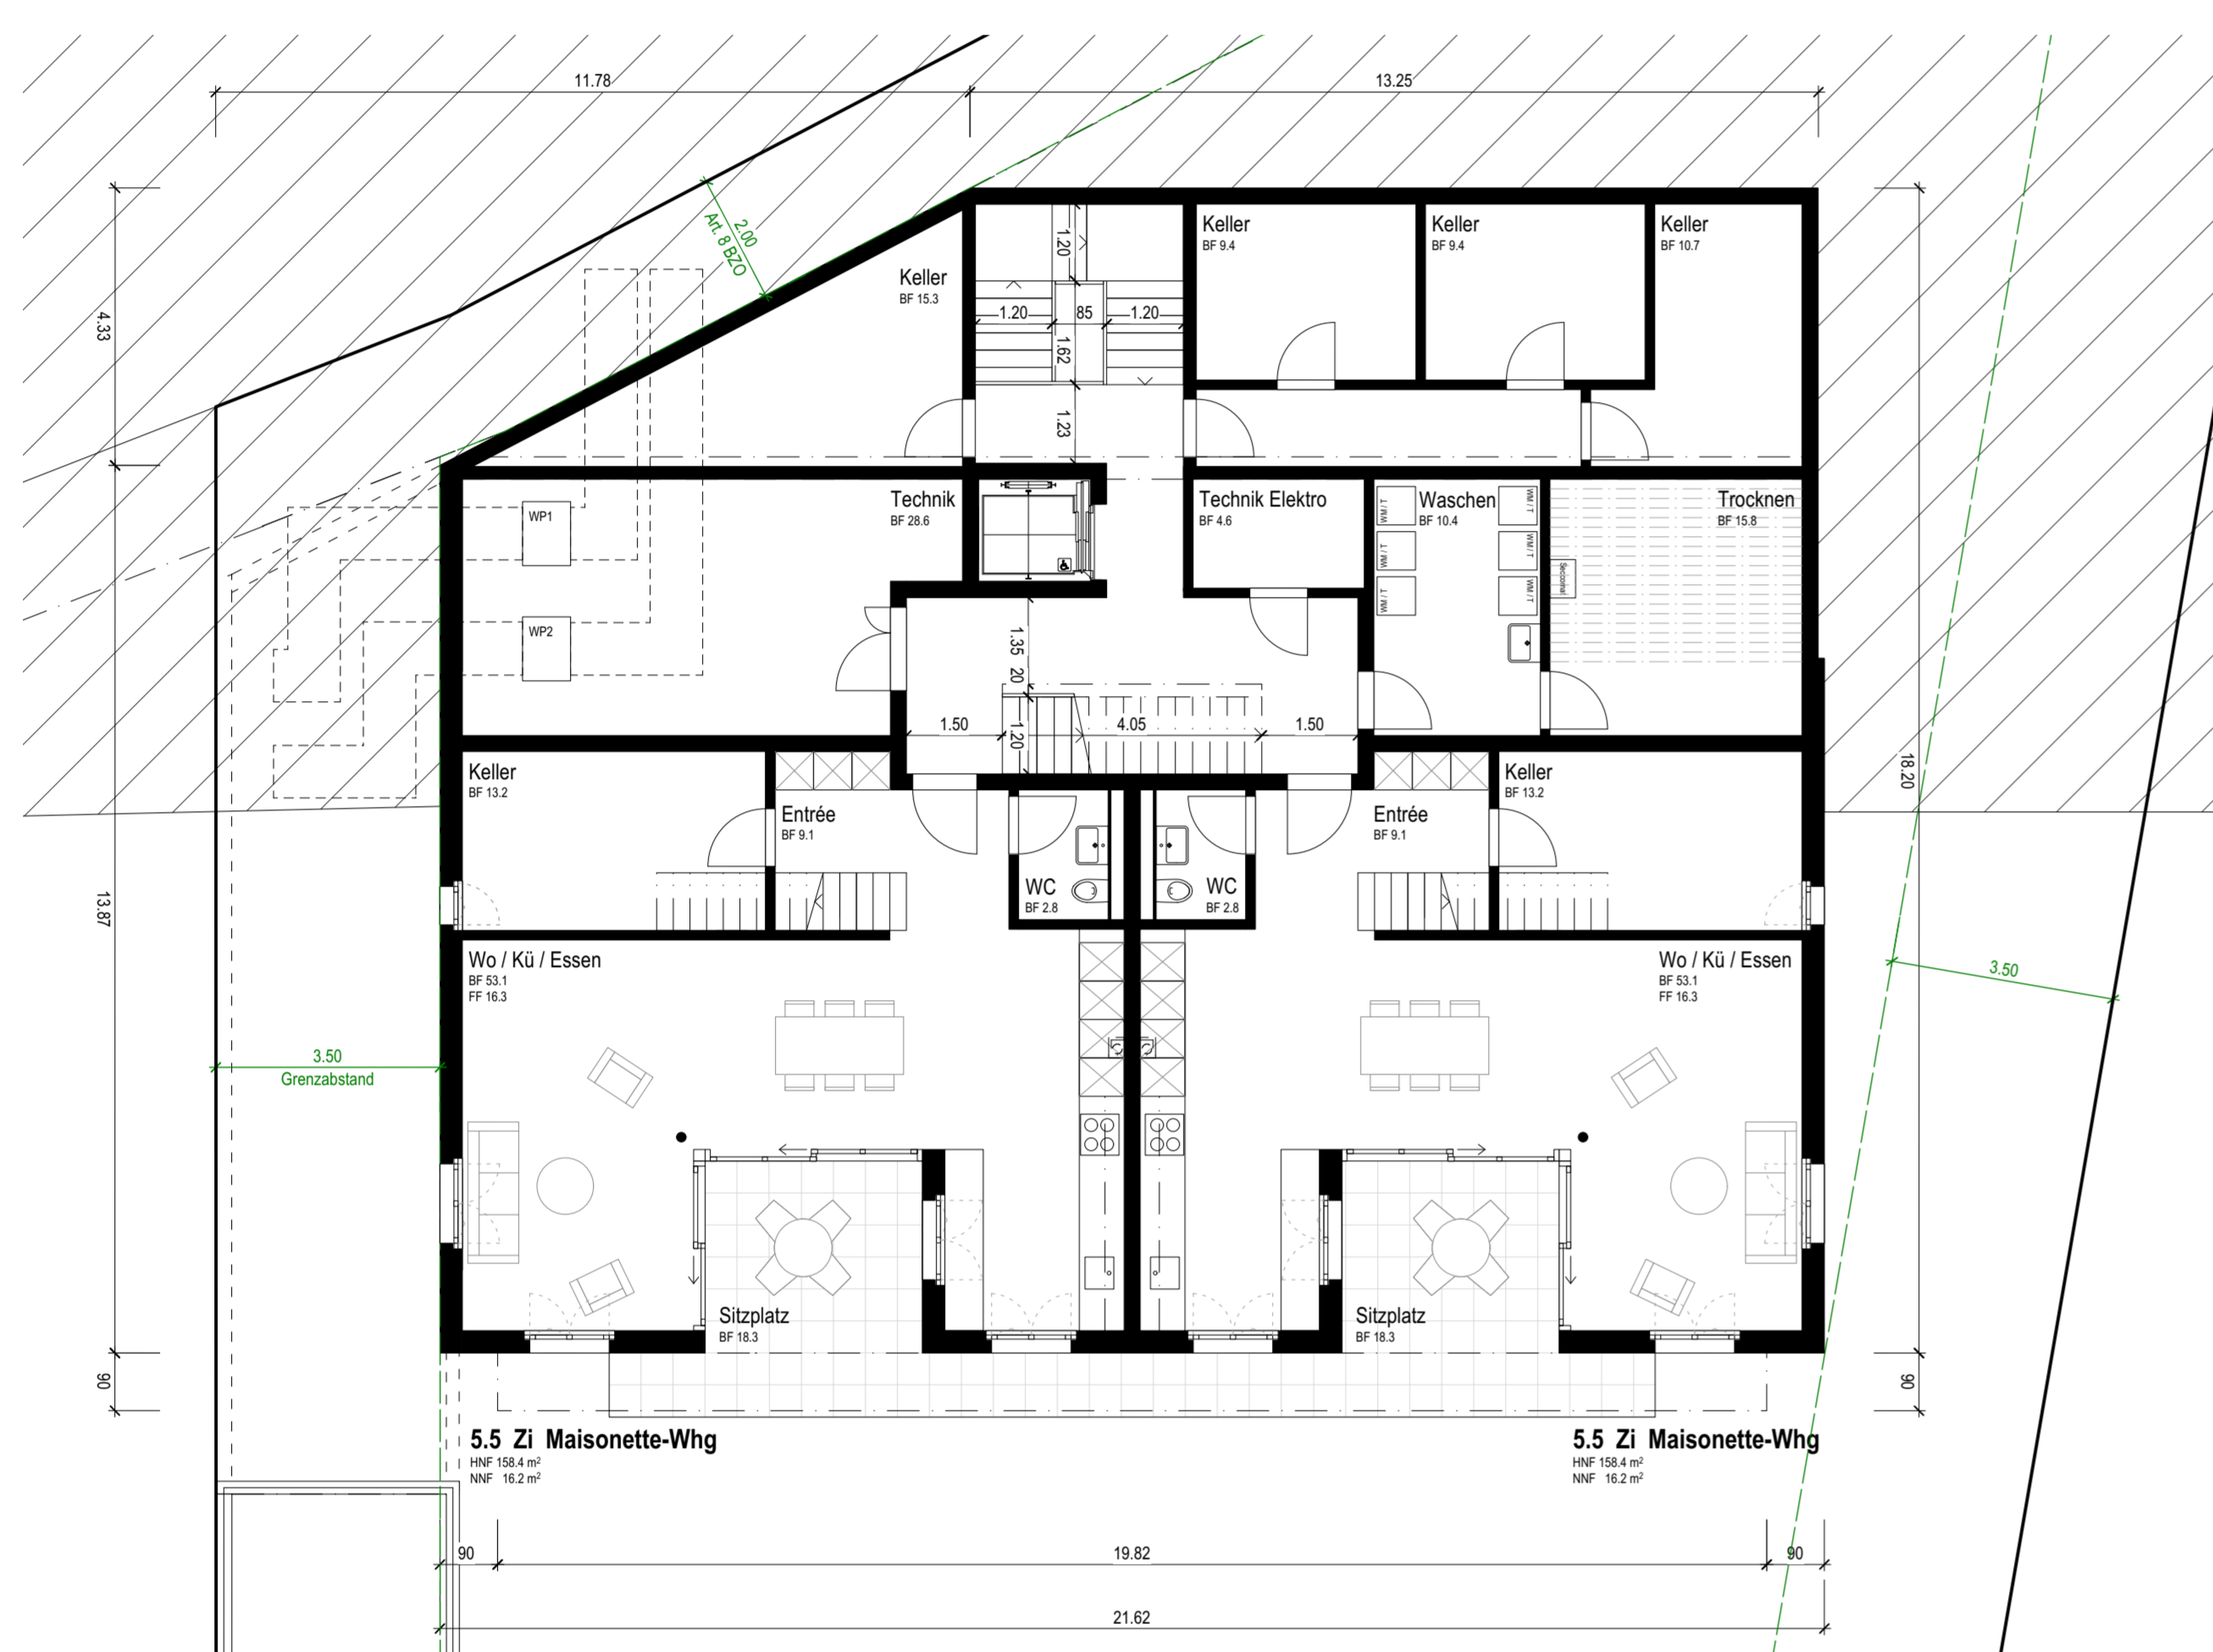 11.78
13.25
2.00
Art. 8 BZO
4.33
Keller
BF 15.3
1.20
1.20
85
1.20
1.62
1.23
Keller
BF 9.4
Keller
BF 9.4
Keller
BF 10.7
WP1
WP2
Technik
BF 28.6
Technik Elektro
BF 4.6
WM / T
WM / T
WM / T
Waschen
BF 10.4
WM / T
WM / T
WM / T
Trocknen
BF 15.8
Seccomat
1.35
20
1.20
1.50
4.05
1.50
18.20
13.87
Keller
BF 13.2
Entrée
BF 9.1
WC
BF 2.8
WC
BF 2.8
Entrée
BF 9.1
Keller
BF 13.2
Wo / Kü / Essen
BF 53.1
FF 16.3
Wo / Kü / Essen
BF 53.1
FF 16.3
3.50
3.50
Grenzabstand
Sitzplatz
BF 18.3
Sitzplatz
BF 18.3
90
90
5.5 Zi Maisonette-Whg
HNF 158.4 m²
NNF 16.2 m²
5.5 Zi Maisonette-Whg
HNF 158.4 m²
NNF 16.2 m²
90
19.82
90
21.62